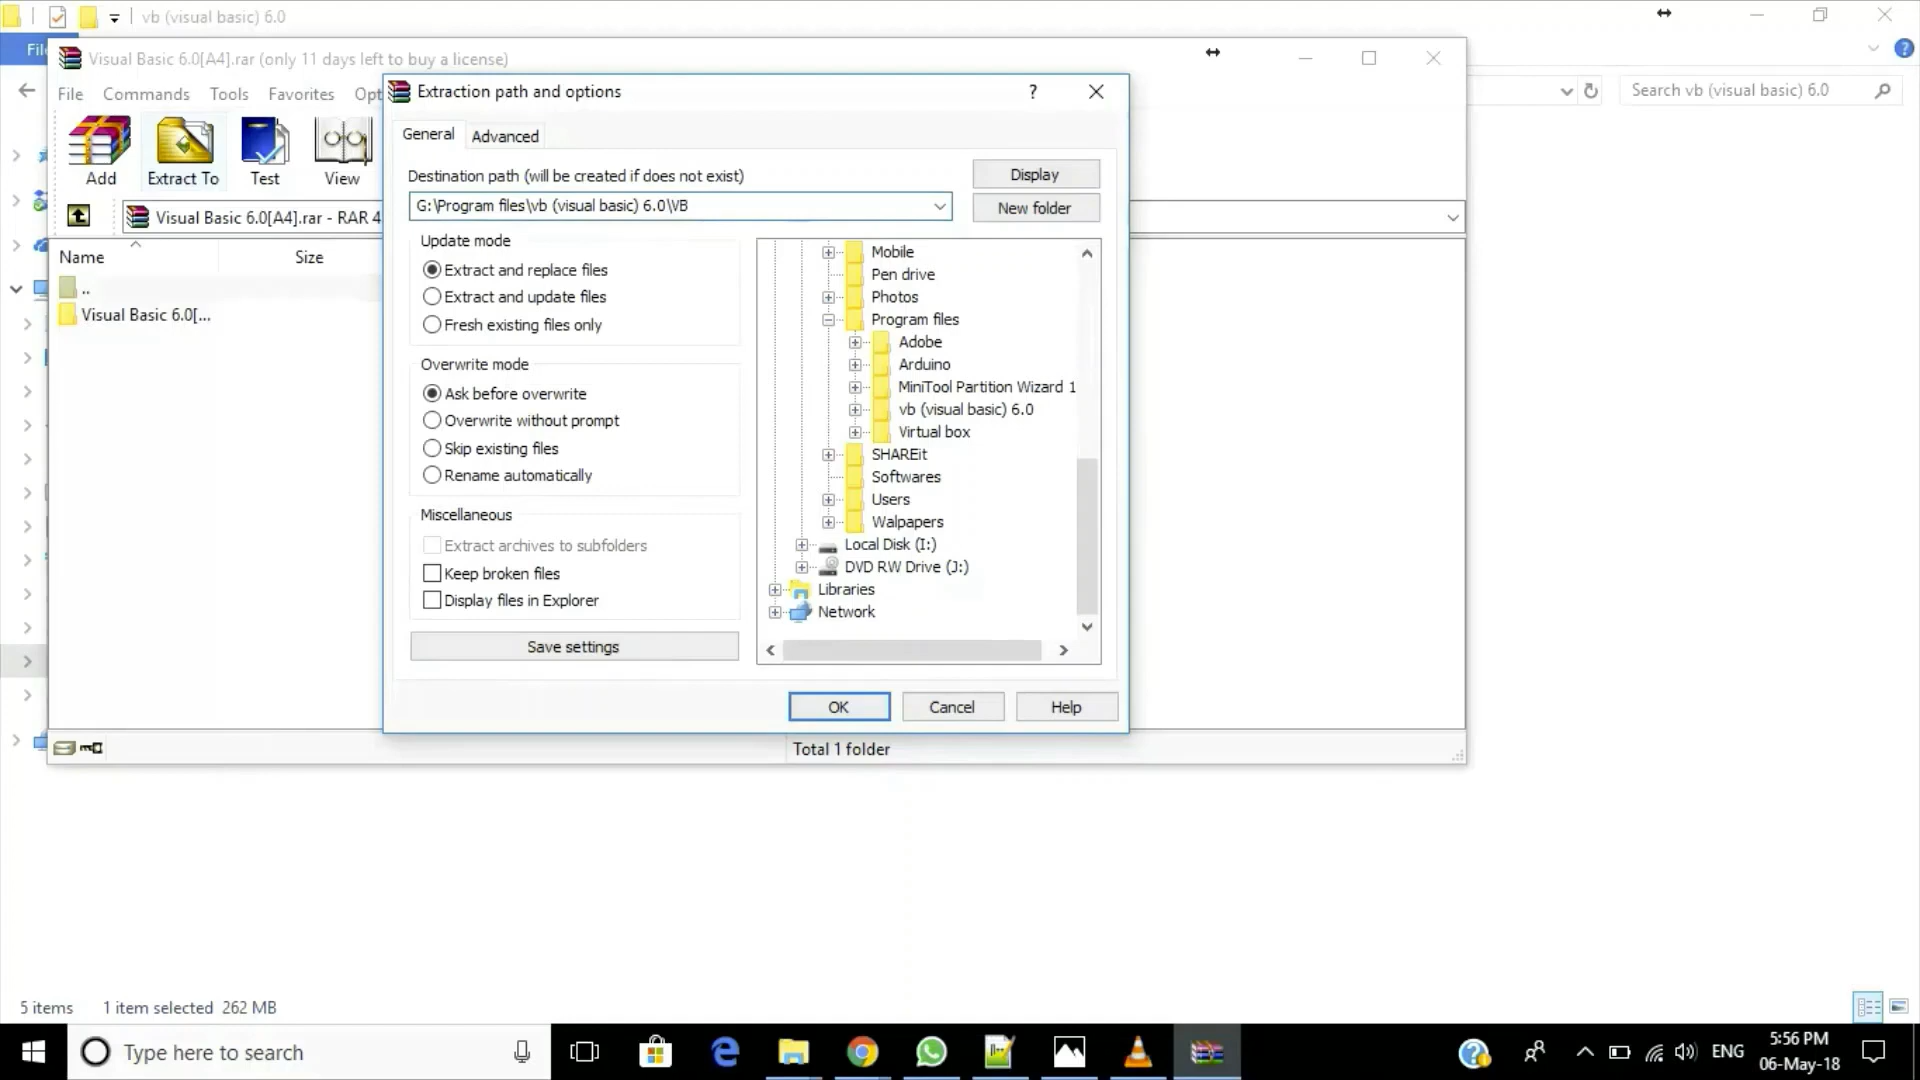 vb (visual basic) 6.0
File
Visual Basic 6.0[A4].rar (only 11 days left to buy a license)
File Commands Tools Favorites Opt
Search vb (visual basic) 6.0
Add Extract To Test View
Visual Basic 6.0[A4].rar - RAR 4
Name Size
..
Visual Basic 6.0[...
Extraction path and options
?
General Advanced
Destination path (will be created if does not exist)
Display
G:\Program files\vb (visual basic) 6.0\VB
New folder
Update mode
Extract and replace files
Extract and update files
Fresh existing files only
Overwrite mode
Ask before overwrite
Overwrite without prompt
Skip existing files
Rename automatically
Miscellaneous
Extract archives to subfolders
Keep broken files
Display files in Explorer
Save settings
Mobile
Pen drive
Photos
Program files
Adobe
Arduino
MiniTool Partition Wizard 1
vb (visual basic) 6.0
Virtual box
SHAREit
Softwares
Users
Walpapers
Local Disk (I:)
DVD RW Drive (J:)
Libraries
Network
OK Cancel Help
Total 1 folder
5 items 1 item selected 262 MB
Type here to search
ENG
5:56 PM
06-May-18